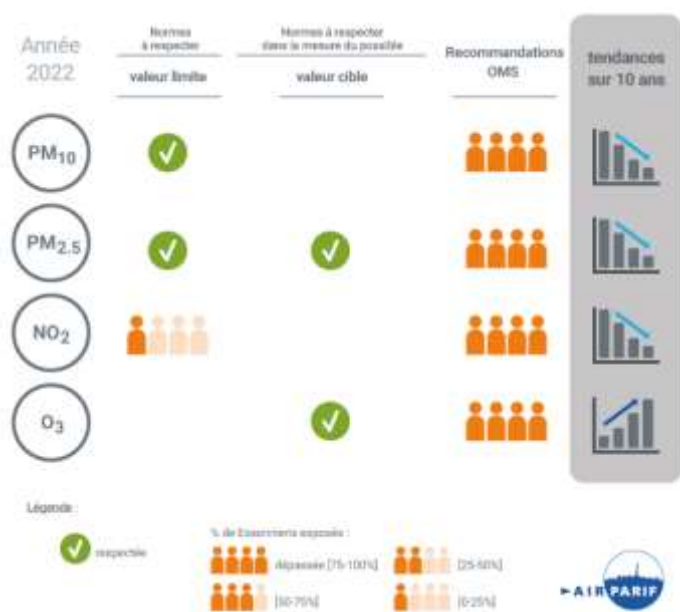 Année
2022
Normes
à respecter
valeur limite
Normes à respecter
dans la mesure du possible
valeur cible
Recommandations
OMS
tendances
sur 10 ans
PM10
PM2.5
NO2
O3
Légende :
respectée
% de Essonniens exposés :
dépassée [75-100%]
[50-75%]
[25-50%]
[0-25%]
AIRPARIF